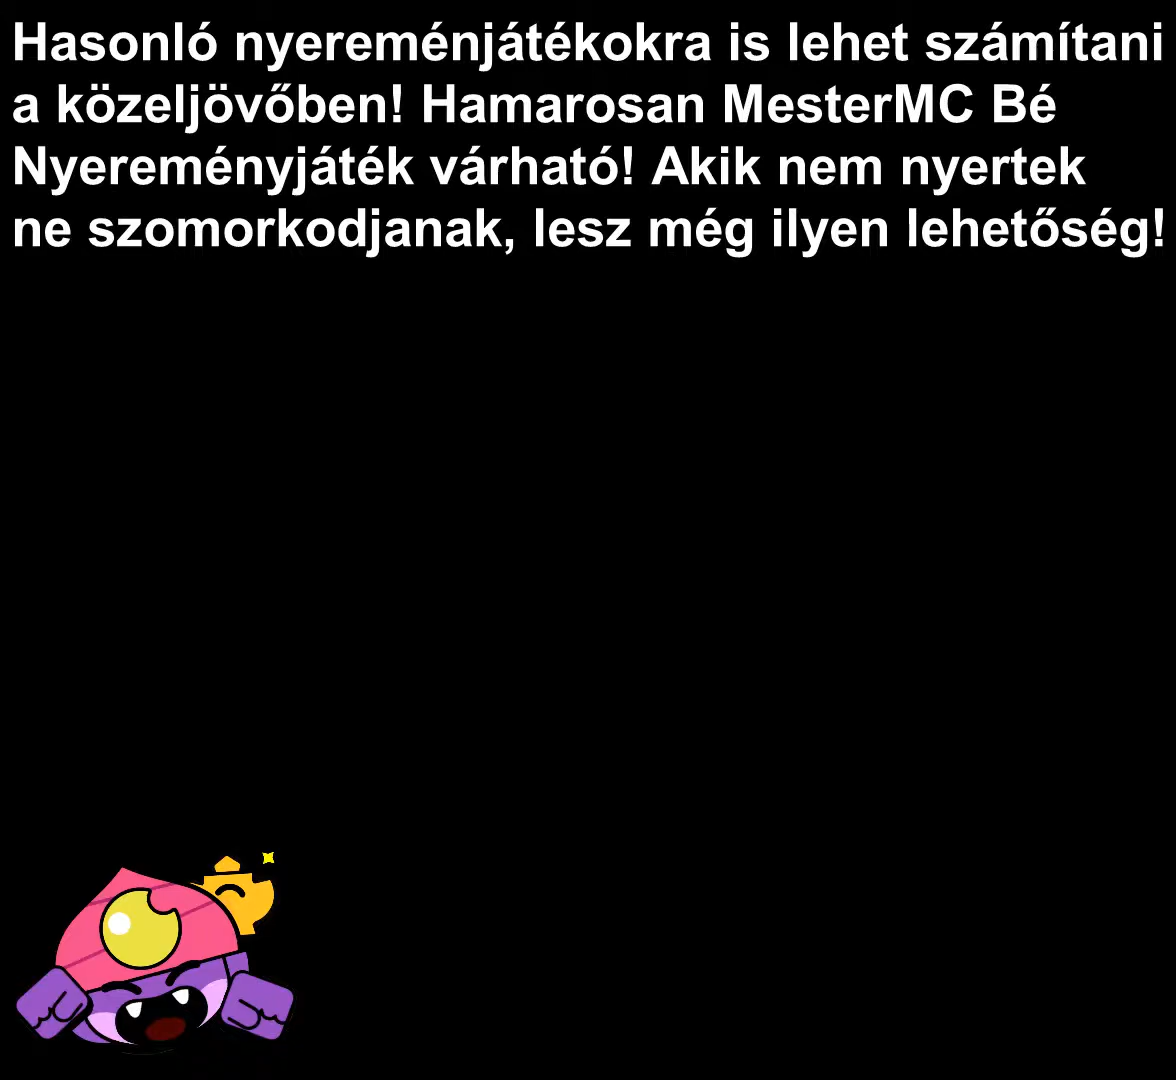 Hasonló nyereménjátékokra is lehet számítani
a közeljövőben! Hamarosan MesterMC Bé
Nyereményjáték várható! Akik nem nyertek
ne szomorkodjanak, lesz még ilyen lehetőség!